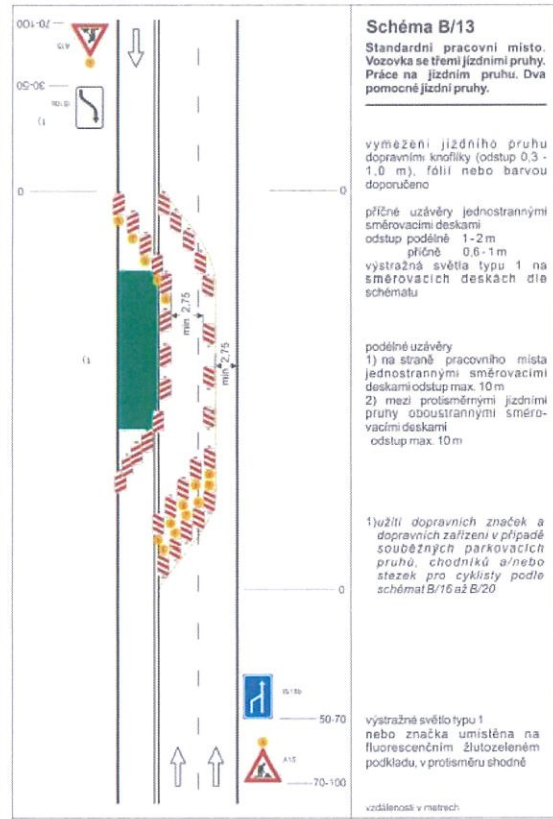 Schéma B/13
Standardní pracovní místo.
Vozovka se třemi jízdními pruhy.
Práce na jízdním pruhu. Dva
pomocné jízdní pruhy.
vymezení jízdního pruhu
dopravními knoflíky (odstup 0,3 -
1,0 m), fólií nebo barvou
doporučeno
příčné uzávěry jednostrannými
směrovacími deskami
odstup podélně 1-2m
příčně 0,6-1m
výstražná světla typu 1 na
směrovacích deskách dle
schématu
podélné uzávěry
1) na straně pracovního místa
jednostrannými směrovacími
deskami odstup max. 10m
2) mezi protisměrnými jízdními
pruhy oboustrannými směro-
vacími deskami
odstup max. 10m
1)užití dopravních značek a
dopravních zařízení v případě
souběžných parkovacích
pruhů, chodníků a/nebo
stezek pro cyklisty podle
schémat B/16 až B/20
výstražné světlo typu 1
nebo značka umístěna na
fluorescenčním žlutozeleném
podkladu, v protisměru shodně
vzdálenosti v metrech
70-100
A15
30-50
1)
0
0
min. 2,75
min. 2,75
1)
0
50-70
A15
70-100